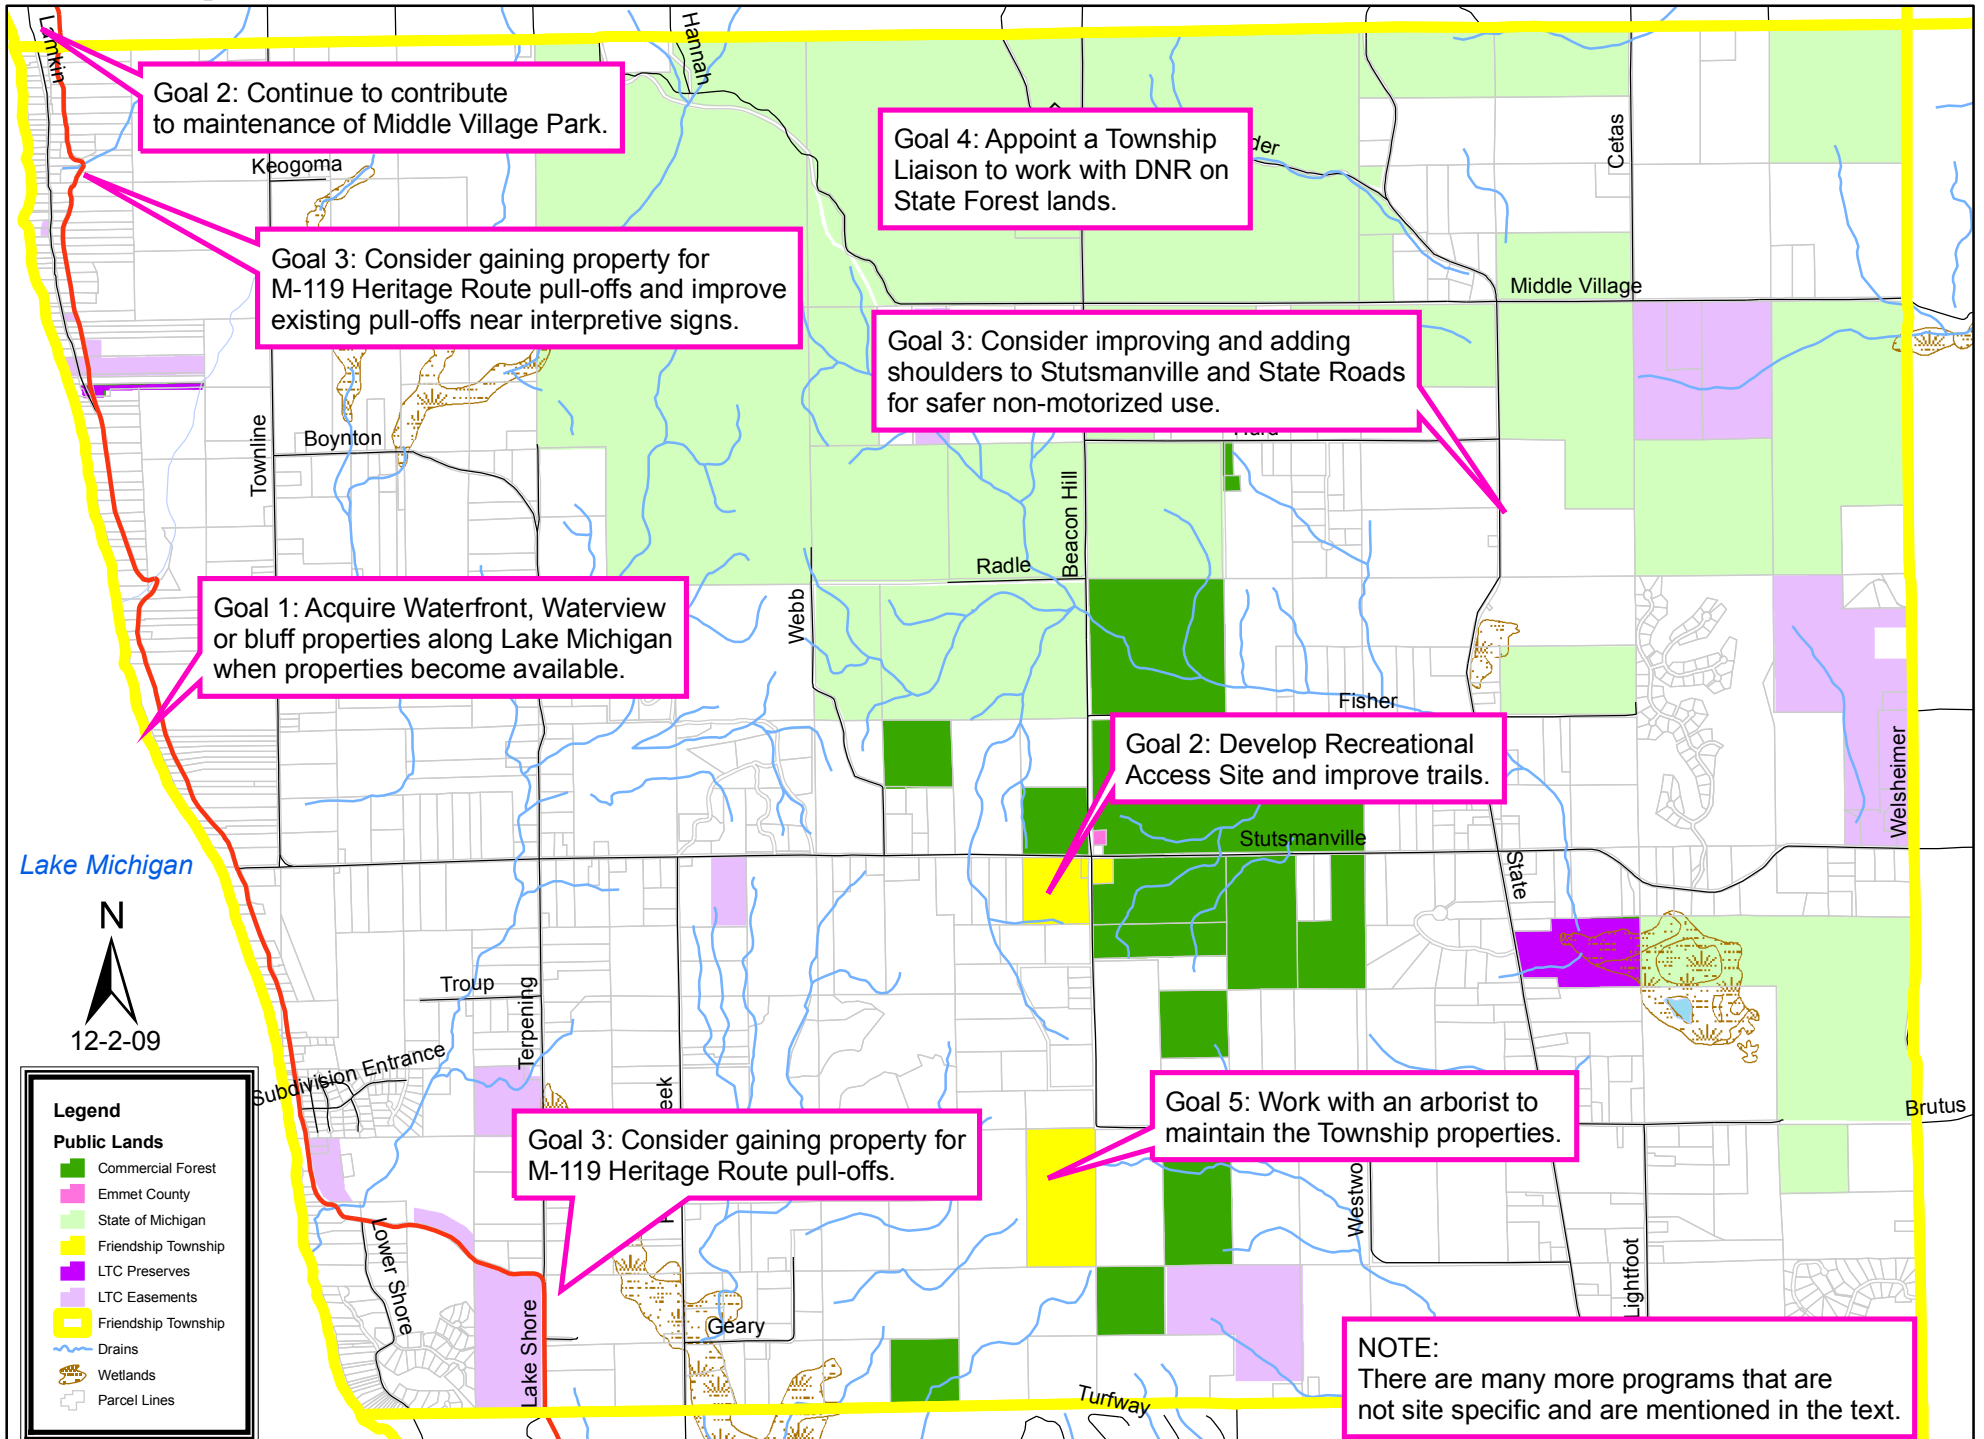 Lamkin
Hannah
Goal 2: Continue to contribute
to maintenance of Middle Village Park.
Goal 4: Appoint a Township
Liaison to work with DNR on
State Forest lands.
der
Cetas
Keogoma
Goal 3: Consider gaining property for
M-119 Heritage Route pull-offs and improve
existing pull-offs near interpretive signs.
Middle Village
Goal 3: Consider improving and adding
shoulders to Stutsmanville and State Roads
for safer non-motorized use.
Townline
Boynton
Beacon Hill
Radle
Webb
Goal 1: Acquire Waterfront, Waterview
or bluff properties along Lake Michigan
when properties become available.
Fisher
Goal 2: Develop Recreational
Access Site and improve trails.
Welsheimer
Stutsmanville
State
Lake Michigan
N
12-2-09
Troup
Terpening
Subdivision Entrance
eek
Goal 3: Consider gaining property for
M-119 Heritage Route pull-offs.
Goal 5: Work with an arborist to
maintain the Township properties.
Brutus
Westwo
Lightfoot
Lower Shore
Lake Shore
Geary
Turfway
Legend
Public Lands
Commercial Forest
Emmet County
State of Michigan
Friendship Township
LTC Preserves
LTC Easements
Friendship Township
Drains
Wetlands
Parcel Lines
NOTE:
There are many more programs that are
not site specific and are mentioned in the text.